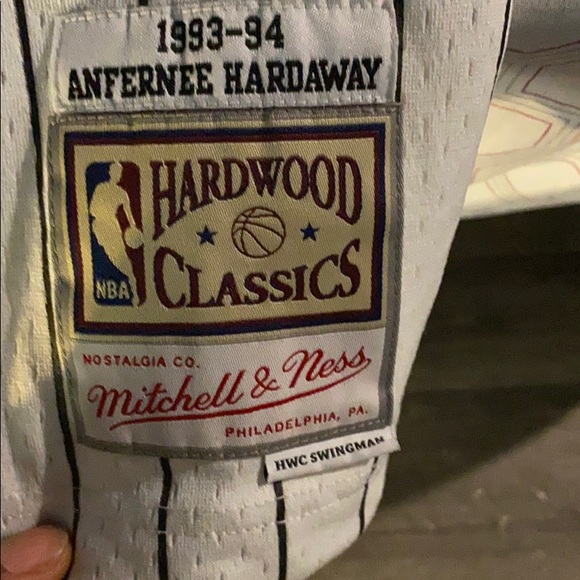 1993-94
ANFERNEE HARDAWAY
HARDWOOD
NBA
CLASSICS
NOSTALGIA CO.
Mitchell & Ness
PHILADELPHIA, PA.
HWC SWINGMAN